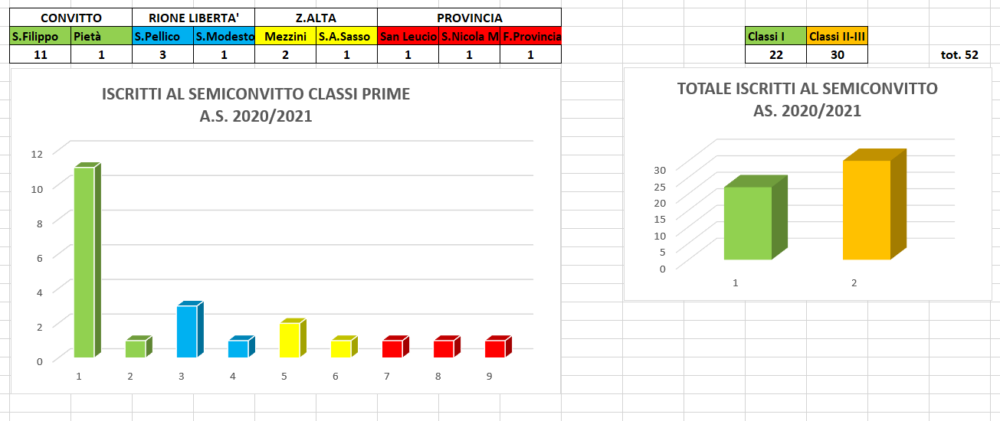 CONVITTO RIONE LIBERTA' Z.ALTA PROVINCIA
S.Filippo Pietà S.Pellico S.Modesto Mezzini S.A.Sasso San Leucio S.Nicola M F.Provincia Classi I Classi II-III
11 1 3 1 2 1 1 1 1 22 30 tot. 52
ISCRITTI AL SEMICONVITTO CLASSI PRIME
A.S. 2020/2021
12
10
8
6
4
2
0
1 2 3 4 5 6 7 8 9
TOTALE ISCRITTI AL SEMICONVITTO
AS. 2020/2021
30
25
20
15
10
5
0
1 2